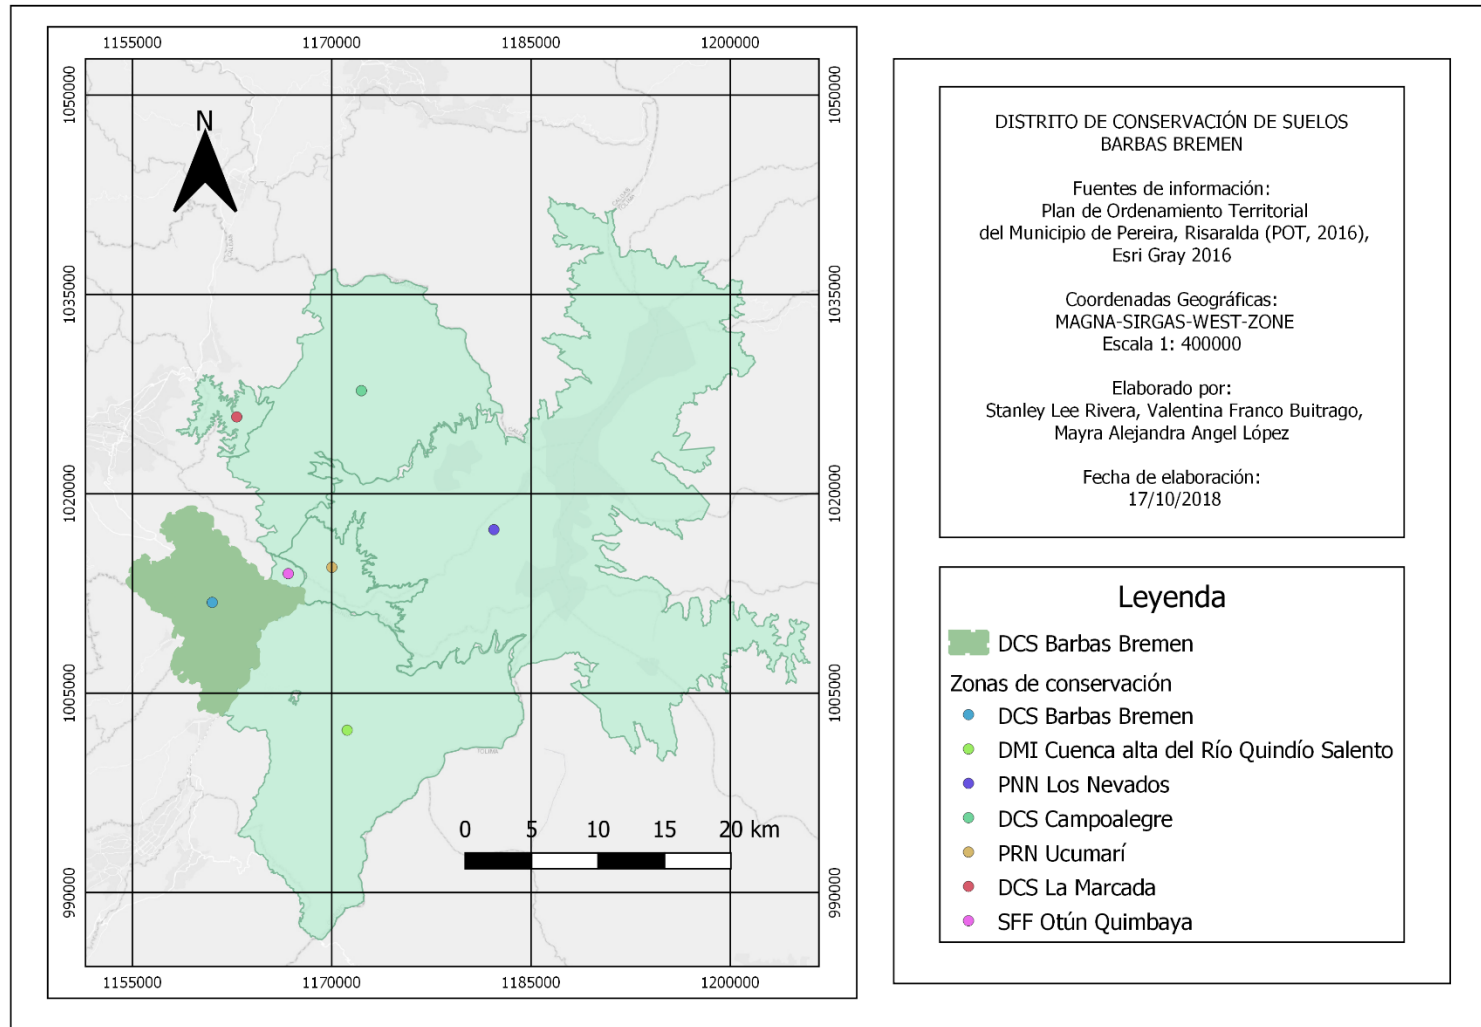 1155000 1170000 1185000 1200000
1050000 1050000
N
1035000 1035000
1020000 1020000
1005000 1005000
TOLIMA
0 5 10 15 20 km
990000 990000
1155000 1170000 1185000 1200000
DISTRITO DE CONSERVACIÓN DE SUELOS
BARBAS BREMEN
Fuentes de información:
Plan de Ordenamiento Territorial
del Municipio de Pereira, Risaralda (POT, 2016),
Esri Gray 2016
Coordenadas Geográficas:
MAGNA-SIRGAS-WEST-ZONE
Escala 1: 400000
Elaborado por:
Stanley Lee Rivera, Valentina Franco Buitrago,
Mayra Alejandra Angel López
Fecha de elaboración:
17/10/2018
Leyenda
DCS Barbas Bremen
Zonas de conservación
DCS Barbas Bremen
DMI Cuenca alta del Río Quindío Salento
PNN Los Nevados
DCS Campoalegre
PRN Ucumarí
DCS La Marcada
SFF Otún Quimbaya